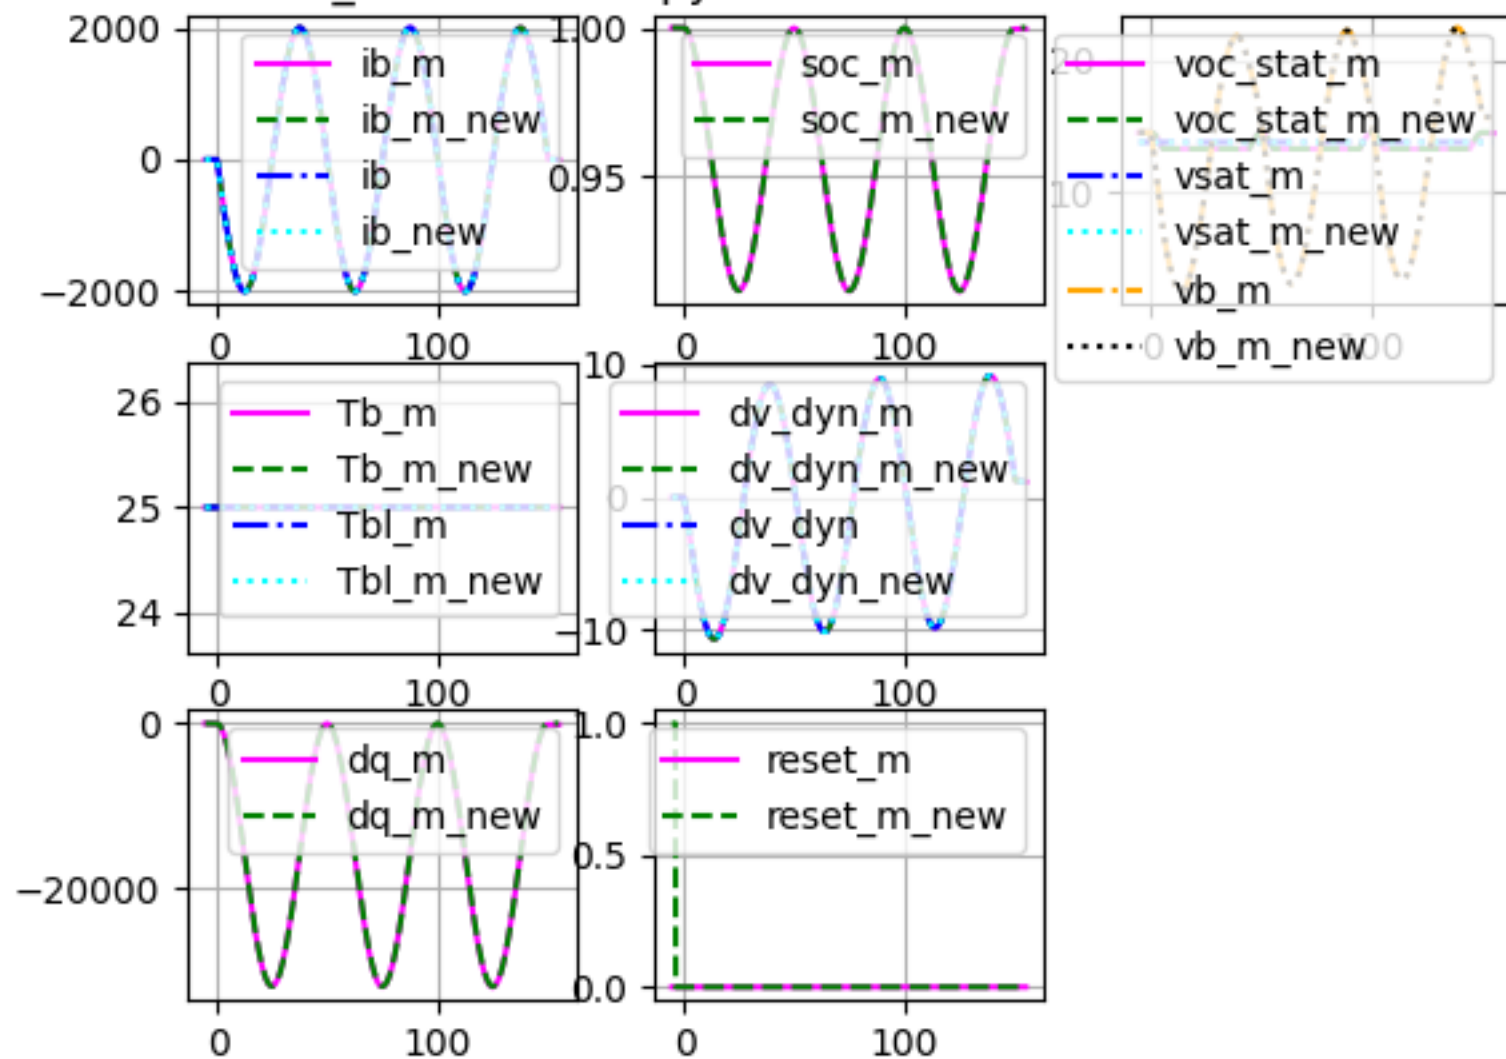 2000
0
−2000
0
100
ib_m
ib_m_new
ib
ib_new
1.00
0.95
0
100
soc_m
soc_m_new
20
10
0
voc_stat_m
voc_stat_m_new
vsat_m
vsat_m_new
vb_m
vb_m_new
26
25
24
0
100
Tb_m
Tb_m_new
Tbl_m
Tbl_m_new
10
0
−10
0
100
dv_dyn_m
dv_dyn_m_new
dv_dyn
dv_dyn_new
0
−20000
0
100
dq_m
dq_m_new
1.0
0.5
0.0
0
100
reset_m
reset_m_new